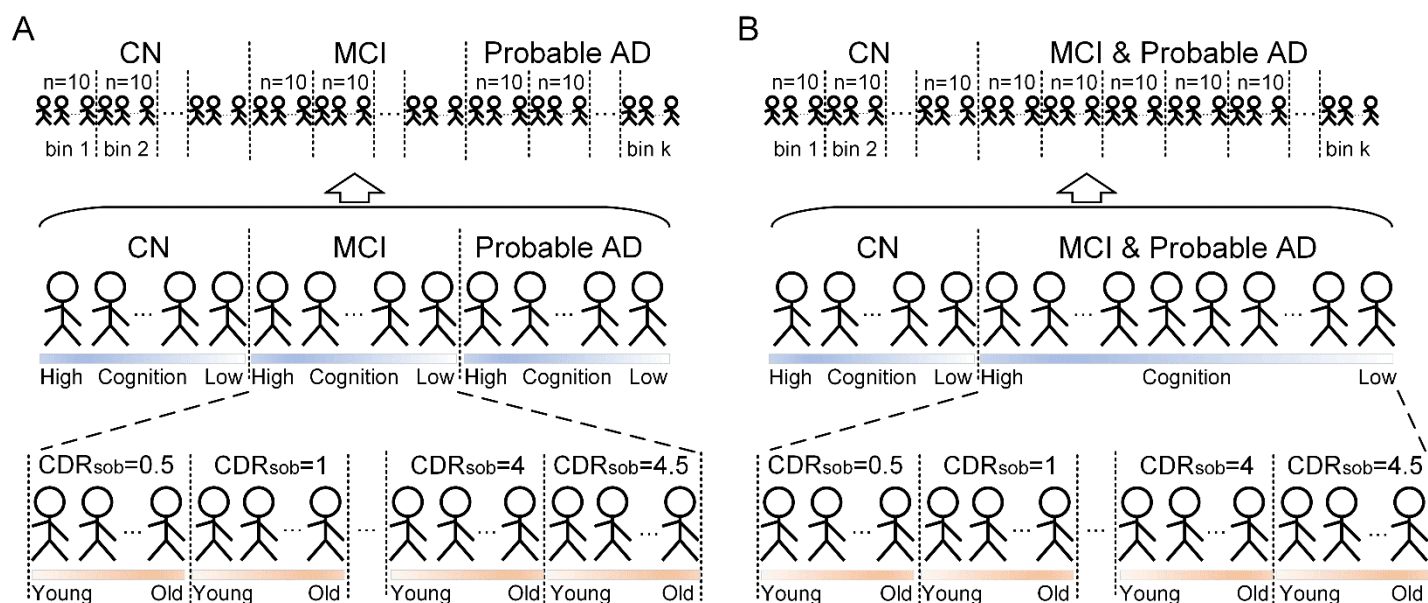 A
CN MCI Probable AD
n=10 n=10 n=10 n=10 n=10 n=10
... ... ...
bin 1 bin 2 bin k
CN MCI Probable AD
... ... ...
High Cognition Low High Cognition Low High Cognition Low
CDRsob=0.5 CDRsob=1 CDRsob=4 CDRsob=4.5
... ... ... ... ...
Young Old Young Old Young Old Young Old
B
CN MCI & Probable AD
n=10 n=10 n=10 n=10 n=10 n=10 n=10 n=10
... ...
bin 1 bin 2 bin k
CN MCI & Probable AD
... ... ...
High Cognition Low High Cognition Low
CDRsob=0.5 CDRsob=1 CDRsob=4 CDRsob=4.5
... ... ... ... ...
Young Old Young Old Young Old Young Old